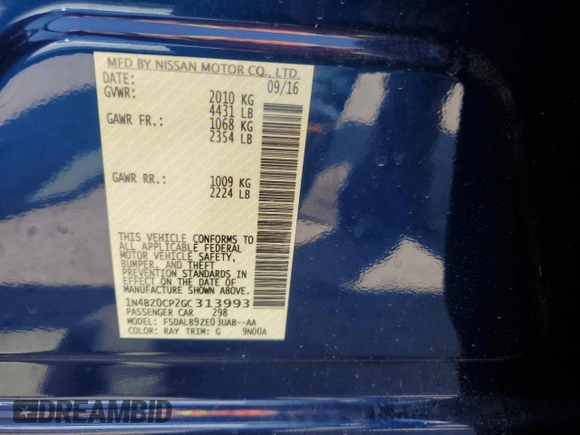 MFD BY NISSAN MOTOR CO., LTD.
DATE: 09/16
GVWR: 2010 KG
4431 LB
GAWR FR.: 1068 KG
2354 LB
GAWR RR.: 1009 KG
2224 LB
THIS VEHICLE CONFORMS TO
ALL APPLICABLE FEDERAL
MOTOR VEHICLE SAFETY,
BUMPER, AND THEFT
PREVENTION STANDARDS IN
EFFECT ON THE DATE OF
MANUFACTURE SHOWN ABOVE.
1N4BZ0CP2GC313993
PASSENGER CAR 298
MODEL: FSDALB9ZE03UAB--AA
COLOR: RAY TRIM: G 9N00A
DREAMBID